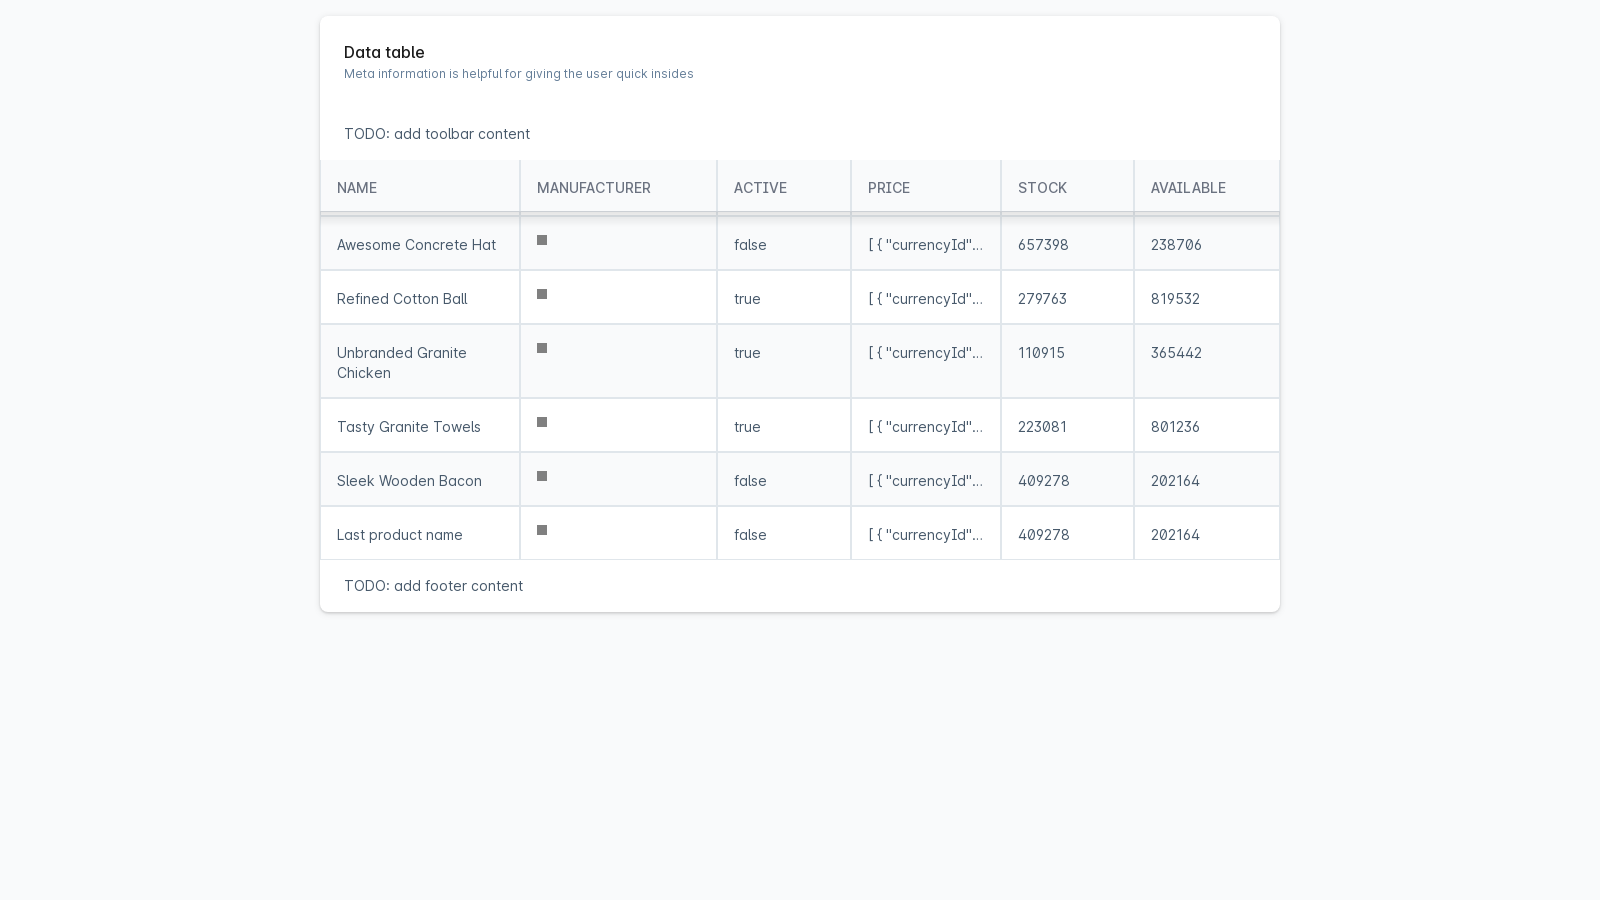 Data table
Meta information is helpful for giving the user quick insides
TODO: add toolbar content
NAME MANUFACTURER ACTIVE PRICE STOCK AVAILABLE
Awesome Concrete Hat false [ { "currencyId"... 657398 238706
Refined Cotton Ball true [ { "currencyId"... 279763 819532
Unbranded Granite true [ { "currencyId"... 110915 365442
Chicken
Tasty Granite Towels true [ { "currencyId"... 223081 801236
Sleek Wooden Bacon false [ { "currencyId"... 409278 202164
Last product name false [ { "currencyId"... 409278 202164
TODO: add footer content